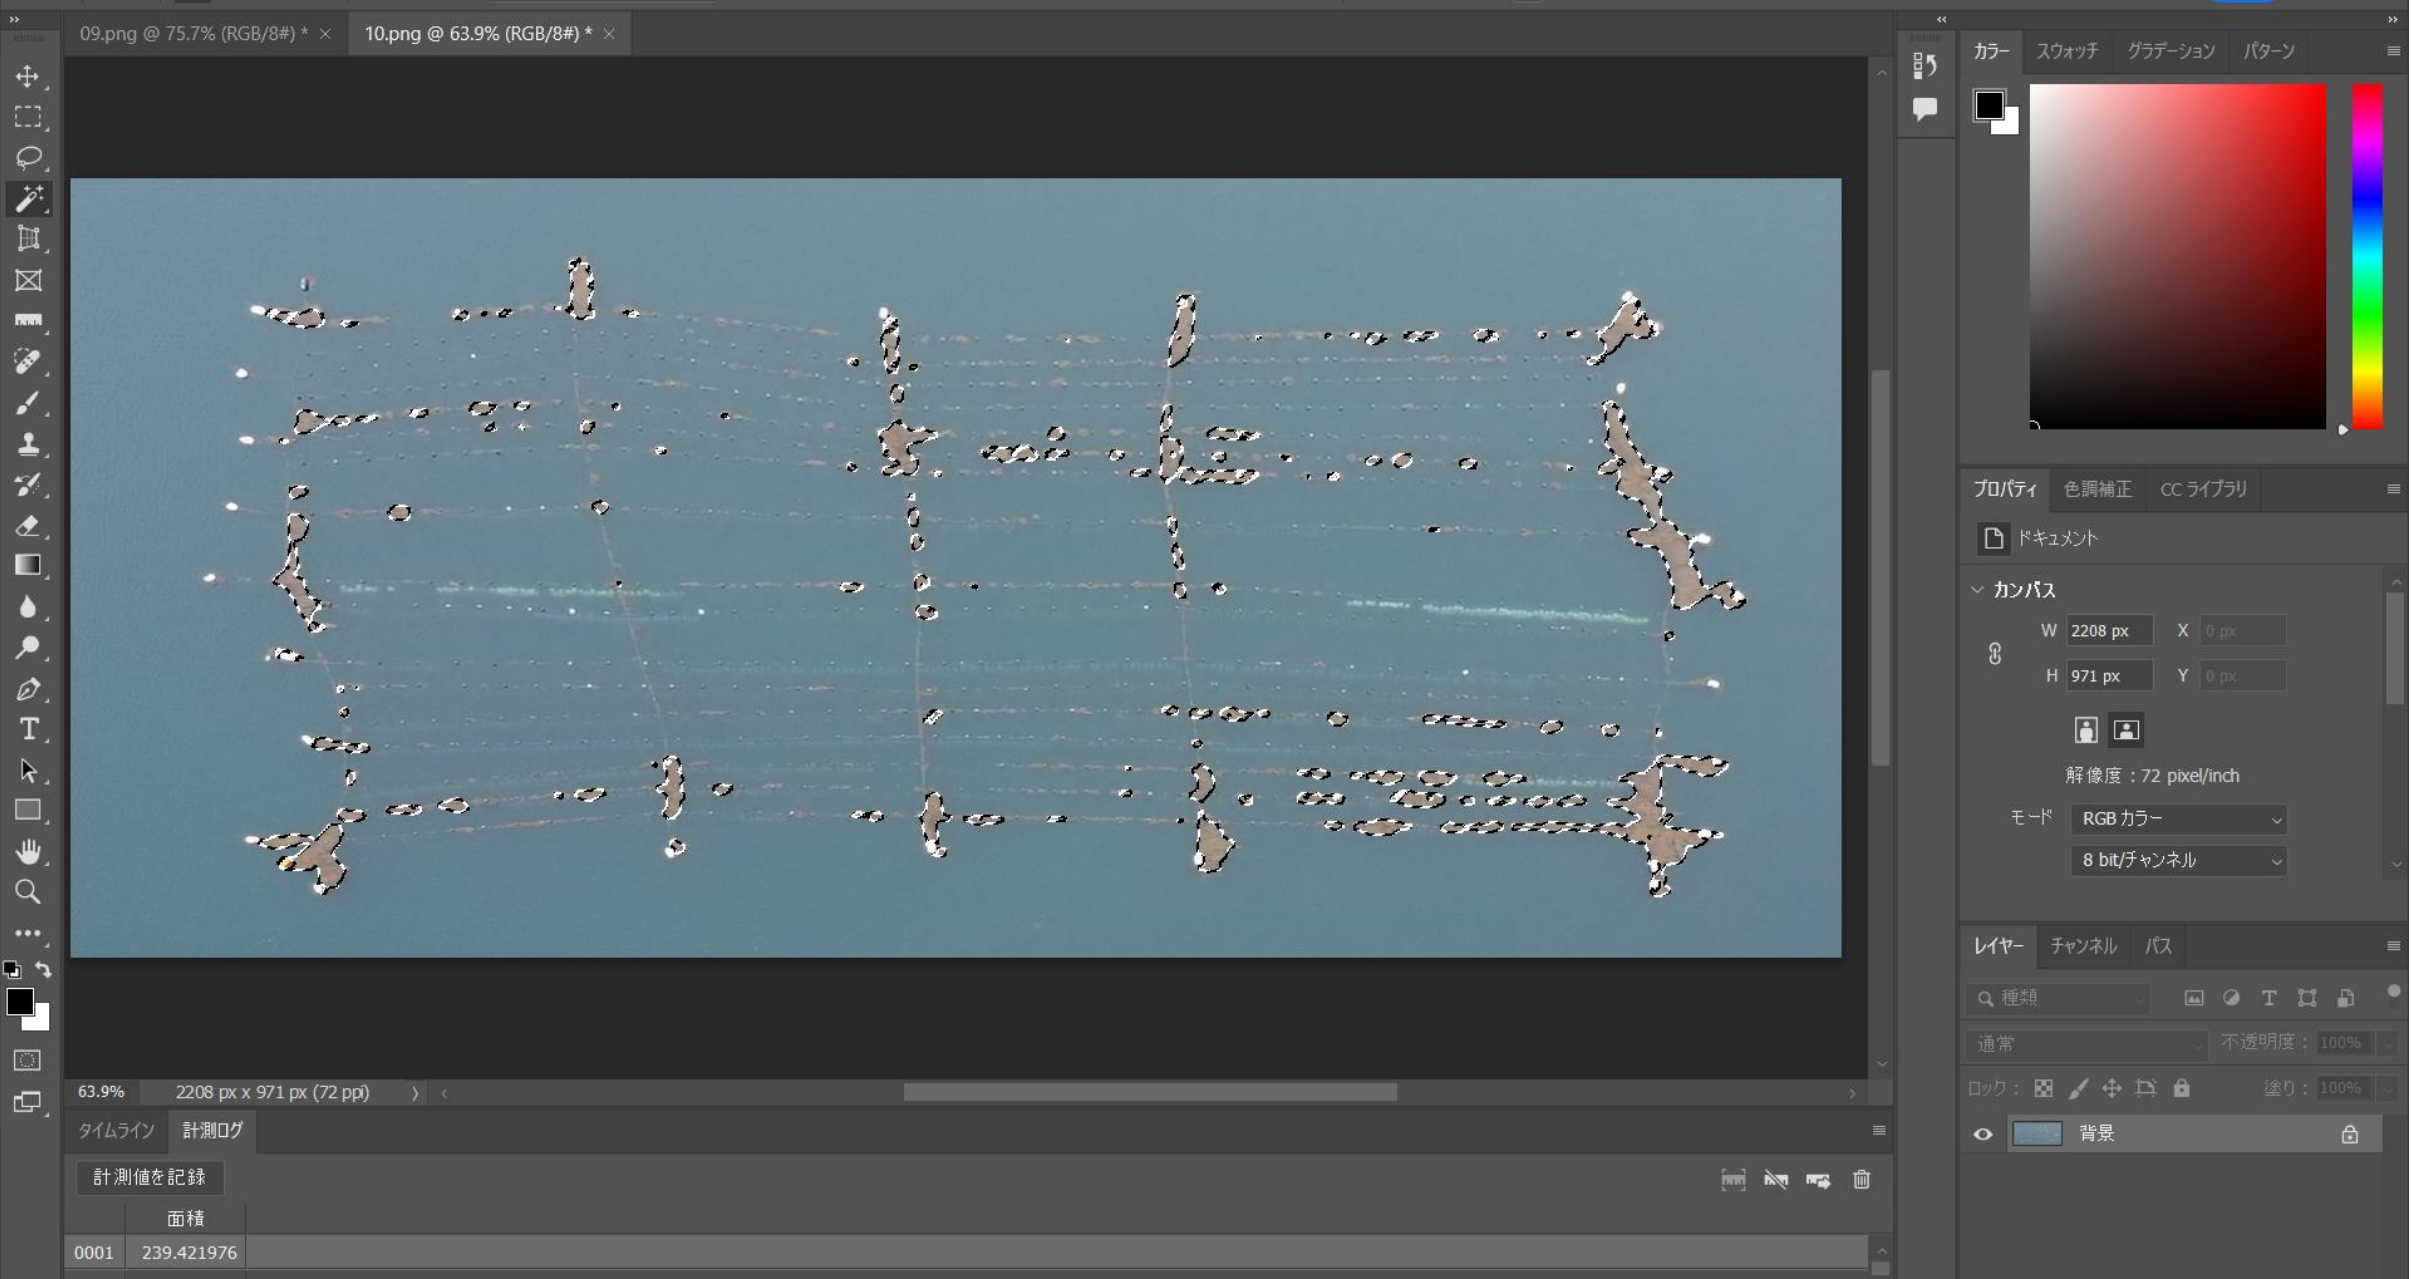 09.png @ 75.7% (RGB/8#) * ×
10.png @ 63.9% (RGB/8#) * ×
カラー スウォッチ グラデーション パターン
プロパティ 色調補正 CC ライブラリ
ドキュメント
カンバス
W 2208 px X 0 px
H 971 px Y 0 px
解像度 : 72 pixel/inch
モード RGB カラー
8 bit/チャンネル
レイヤー チャンネル パス
種類
通常 不透明度 : 100%
ロック : 塗り : 100%
背景
63.9% 2208 px x 971 px (72 ppi)
タイムライン 計測ログ
計測値を記録
面積
0001 239.421976